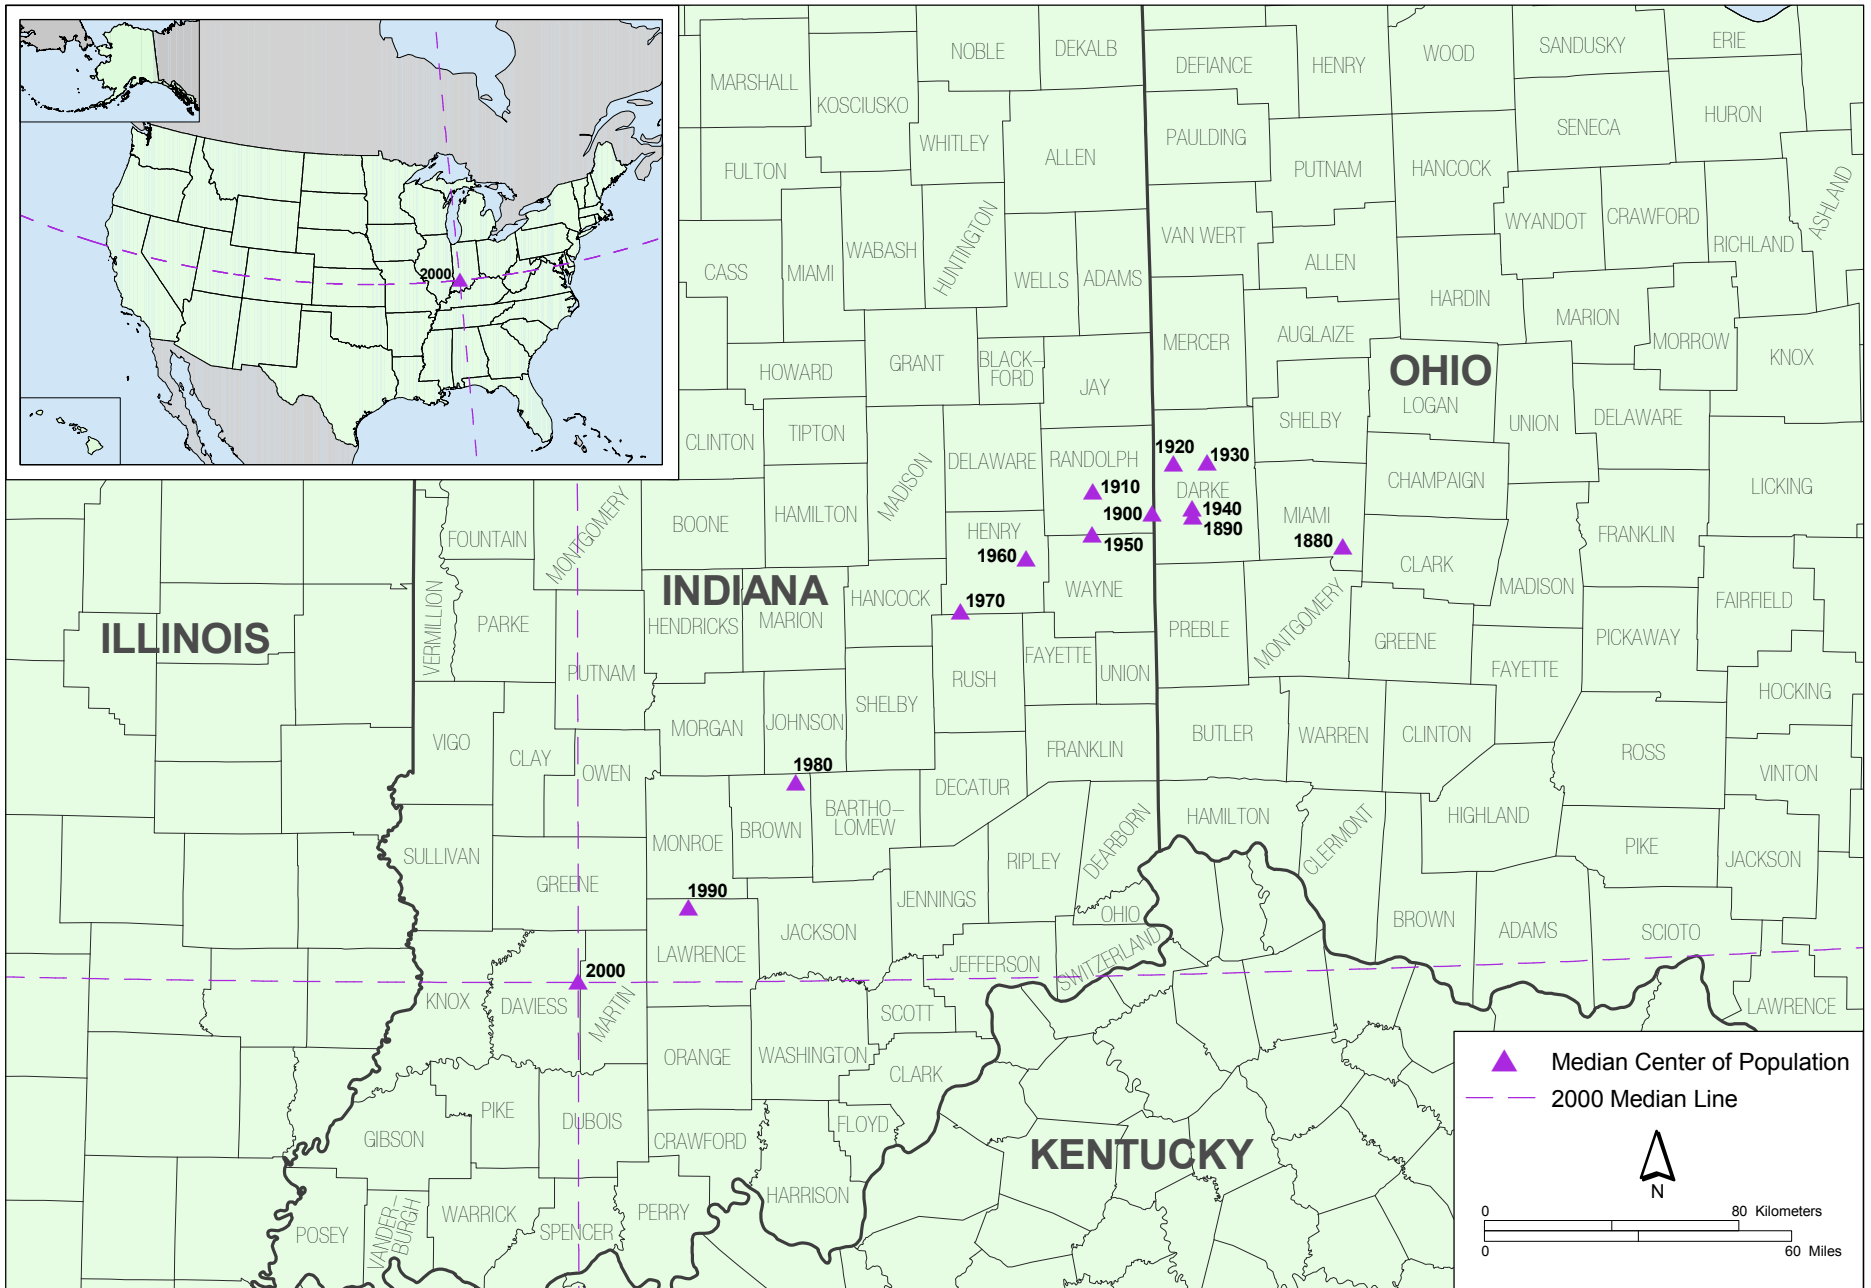 2000
NOBLE
DEKALB
MARSHALL
KOSCIUSKO
WHITLEY
ALLEN
FULTON
CASS
MIAMI
WABASH
HUNTINGTON
WELLS
ADAMS
HOWARD
GRANT
BLACK–
FORD
JAY
CLINTON
TIPTON
MADISON
DELAWARE
RANDOLPH
BOONE
HAMILTON
HENRY
WAYNE
FOUNTAIN
MONTGOMERY
VERMILLION
PARKE
PUTNAM
INDIANA
HENDRICKS
MARION
HANCOCK
ILLINOIS
RUSH
FAYETTE
UNION
MORGAN
JOHNSON
SHELBY
VIGO
CLAY
OWEN
FRANKLIN
DECATUR
SULLIVAN
GREENE
MONROE
BROWN
BARTHO–
LOMEW
RIPLEY
DEARBORN
JENNINGS
OHIO
SWITZERLAND
JEFFERSON
KNOX
DAVIESS
MARTIN
LAWRENCE
JACKSON
SCOTT
ORANGE
WASHINGTON
CLARK
GIBSON
PIKE
DUBOIS
CRAWFORD
FLOYD
HARRISON
POSEY
VANDER–
BURGH
WARRICK
SPENCER
PERRY
KENTUCKY
DEFIANCE
HENRY
WOOD
SANDUSKY
ERIE
PAULDING
PUTNAM
HANCOCK
SENECA
HURON
ASHLAND
VAN WERT
ALLEN
WYANDOT
CRAWFORD
RICHLAND
HARDIN
MARION
MORROW
KNOX
MERCER
AUGLAIZE
OHIO
LOGAN
SHELBY
UNION
DELAWARE
DARKE
MIAMI
CHAMPAIGN
LICKING
FRANKLIN
CLARK
MADISON
FAIRFIELD
PREBLE
MONTGOMERY
GREENE
PICKAWAY
FAYETTE
HOCKING
BUTLER
WARREN
CLINTON
ROSS
VINTON
HAMILTON
CLERMONT
HIGHLAND
PIKE
JACKSON
BROWN
ADAMS
SCIOTO
LAWRENCE
1920
1930
1910
1900
1940
1890
1950
1880
1960
1970
1980
1990
2000
Median Center of Population
2000 Median Line
N
0 80 Kilometers
0 60 Miles